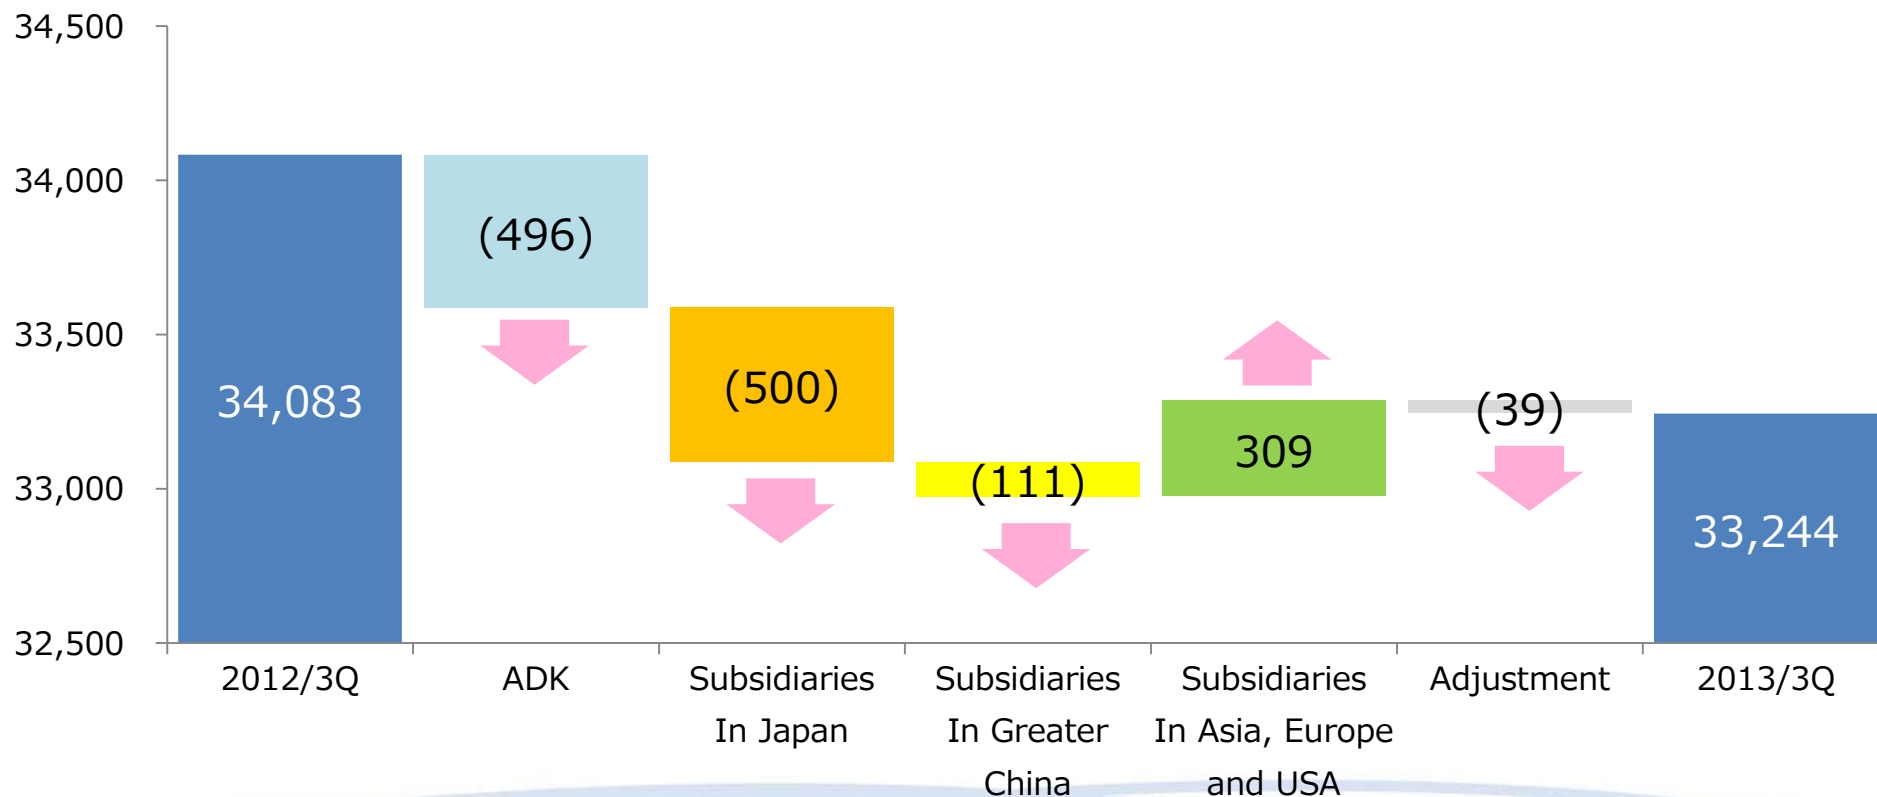 34,500
34,000
33,500
33,000
32,500
34,083
(496)
(500)
(111)
309
(39)
33,244
2012/3Q
ADK
Subsidiaries
In Japan
Subsidiaries
In Greater
China
Subsidiaries
In Asia, Europe
and USA
Adjustment
2013/3Q